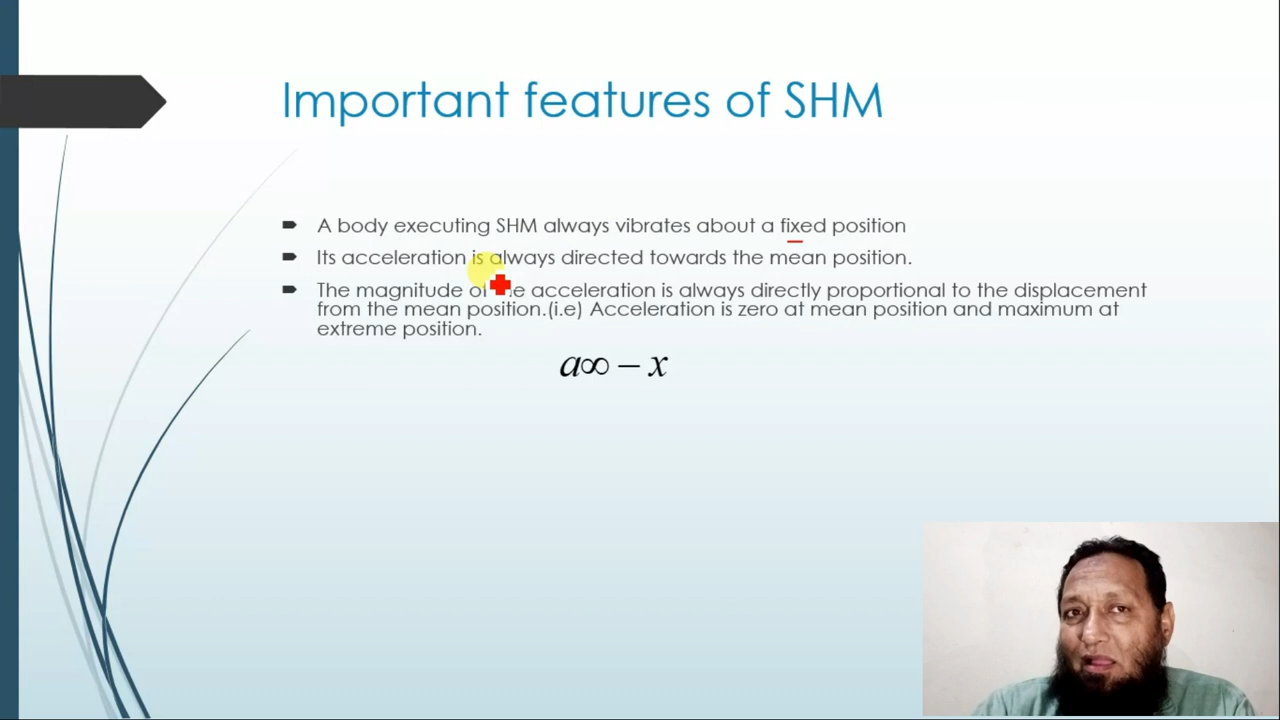 Important features of SHM
A body executing SHM always vibrates about a fixed position
Its acceleration is always directed towards the mean position.
The magnitude of acceleration is always directly proportional to the displacement
from the mean position.(i.e) Acceleration is zero at mean position and maximum at
extreme position.
a∞ − x